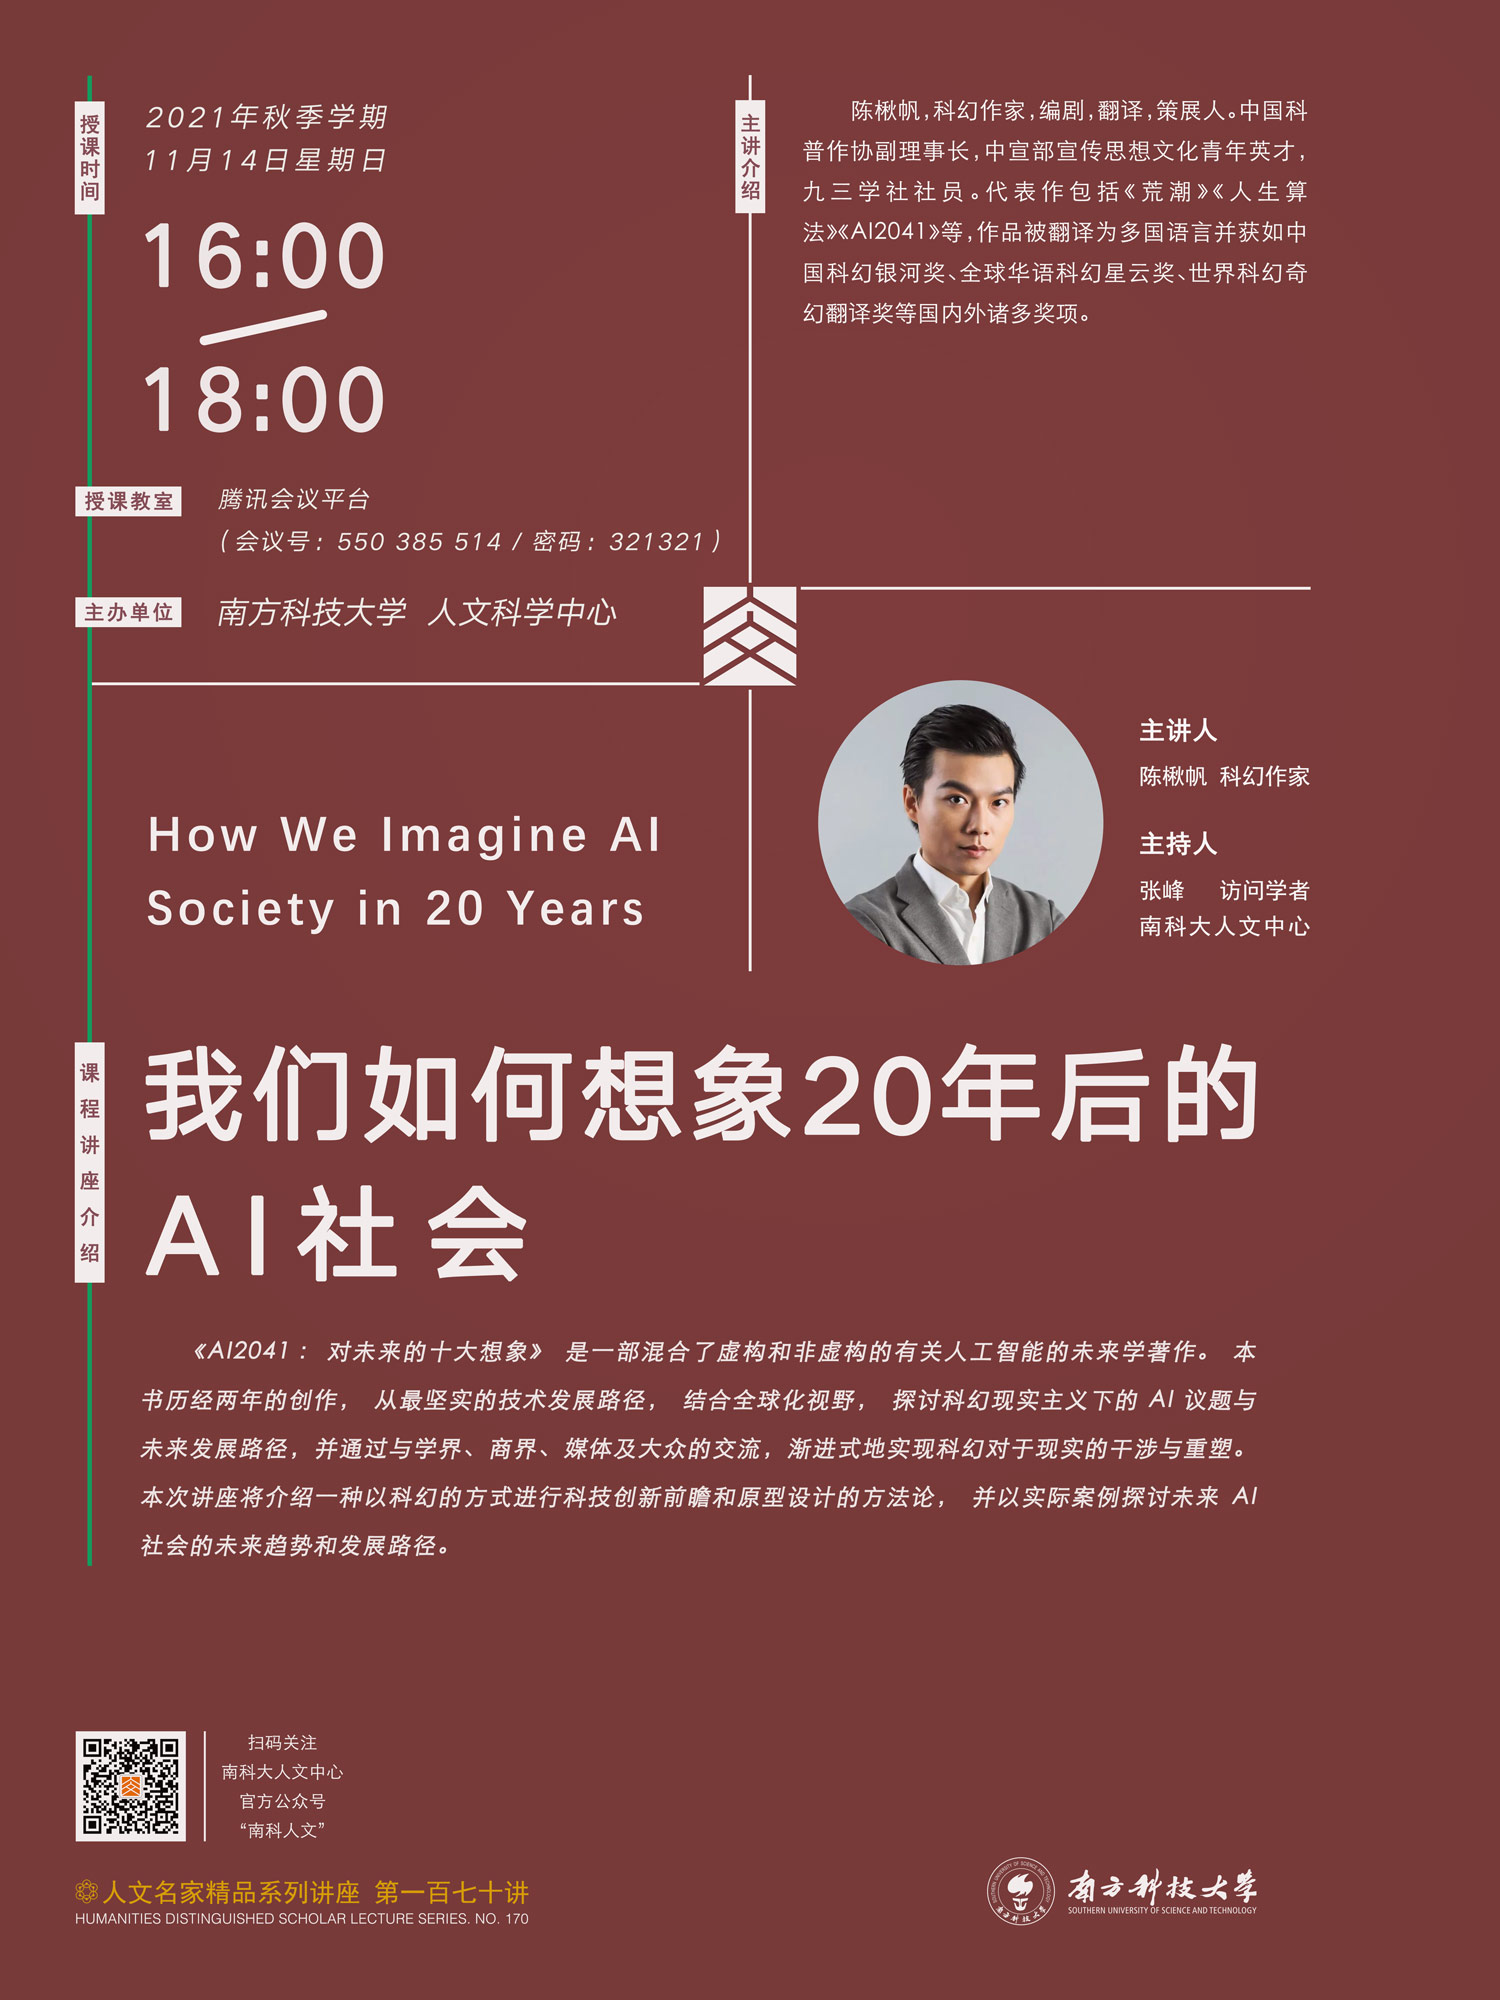 授课时间
2021年秋季学期
11月14日星期日
16:00
18:00
授课教室
腾讯会议平台
（会议号：550 385 514 / 密码：321321）
主办单位
南方科技大学 人文科学中心
主讲介绍
陈楸帆，科幻作家，编剧，翻译，策展人。中国科
普作协副理事长，中宣部宣传思想文化青年英才，
九三学社社员。代表作包括《荒潮》《人生算
法》《AI2041》等，作品被翻译为多国语言并获如中
国科幻银河奖、全球华语科幻星云奖、世界科幻奇
幻翻译奖等国内外诸多奖项。
主讲人
陈楸帆 科幻作家
主持人
张峰 访问学者
南科大人文中心
How We Imagine AI
Society in 20 Years
课程讲座介绍
我们如何想象20年后的
AI社会
《AI2041：对未来的十大想象》 是一部混合了虚构和非虚构的有关人工智能的未来学著作。 本
书历经两年的创作， 从最坚实的技术发展路径， 结合全球化视野， 探讨科幻现实主义下的 AI 议题与
未来发展路径，并通过与学界、商界、媒体及大众的交流，渐进式地实现科幻对于现实的干涉与重塑。
本次讲座将介绍一种以科幻的方式进行科技创新前瞻和原型设计的方法论， 并以实际案例探讨未来 AI
社会的未来趋势和发展路径。
扫码关注
南科大人文中心
官方公众号
“南科人文”
人文名家精品系列讲座 第一百七十讲
HUMANITIES DISTINGUISHED SCHOLAR LECTURE SERIES. NO. 170
SOUTHERN UNIVERSITY OF SCIENCE AND TECHNOLOGY
南方科技大学
南方科技大学
SOUTHERN UNIVERSITY OF SCIENCE AND TECHNOLOGY